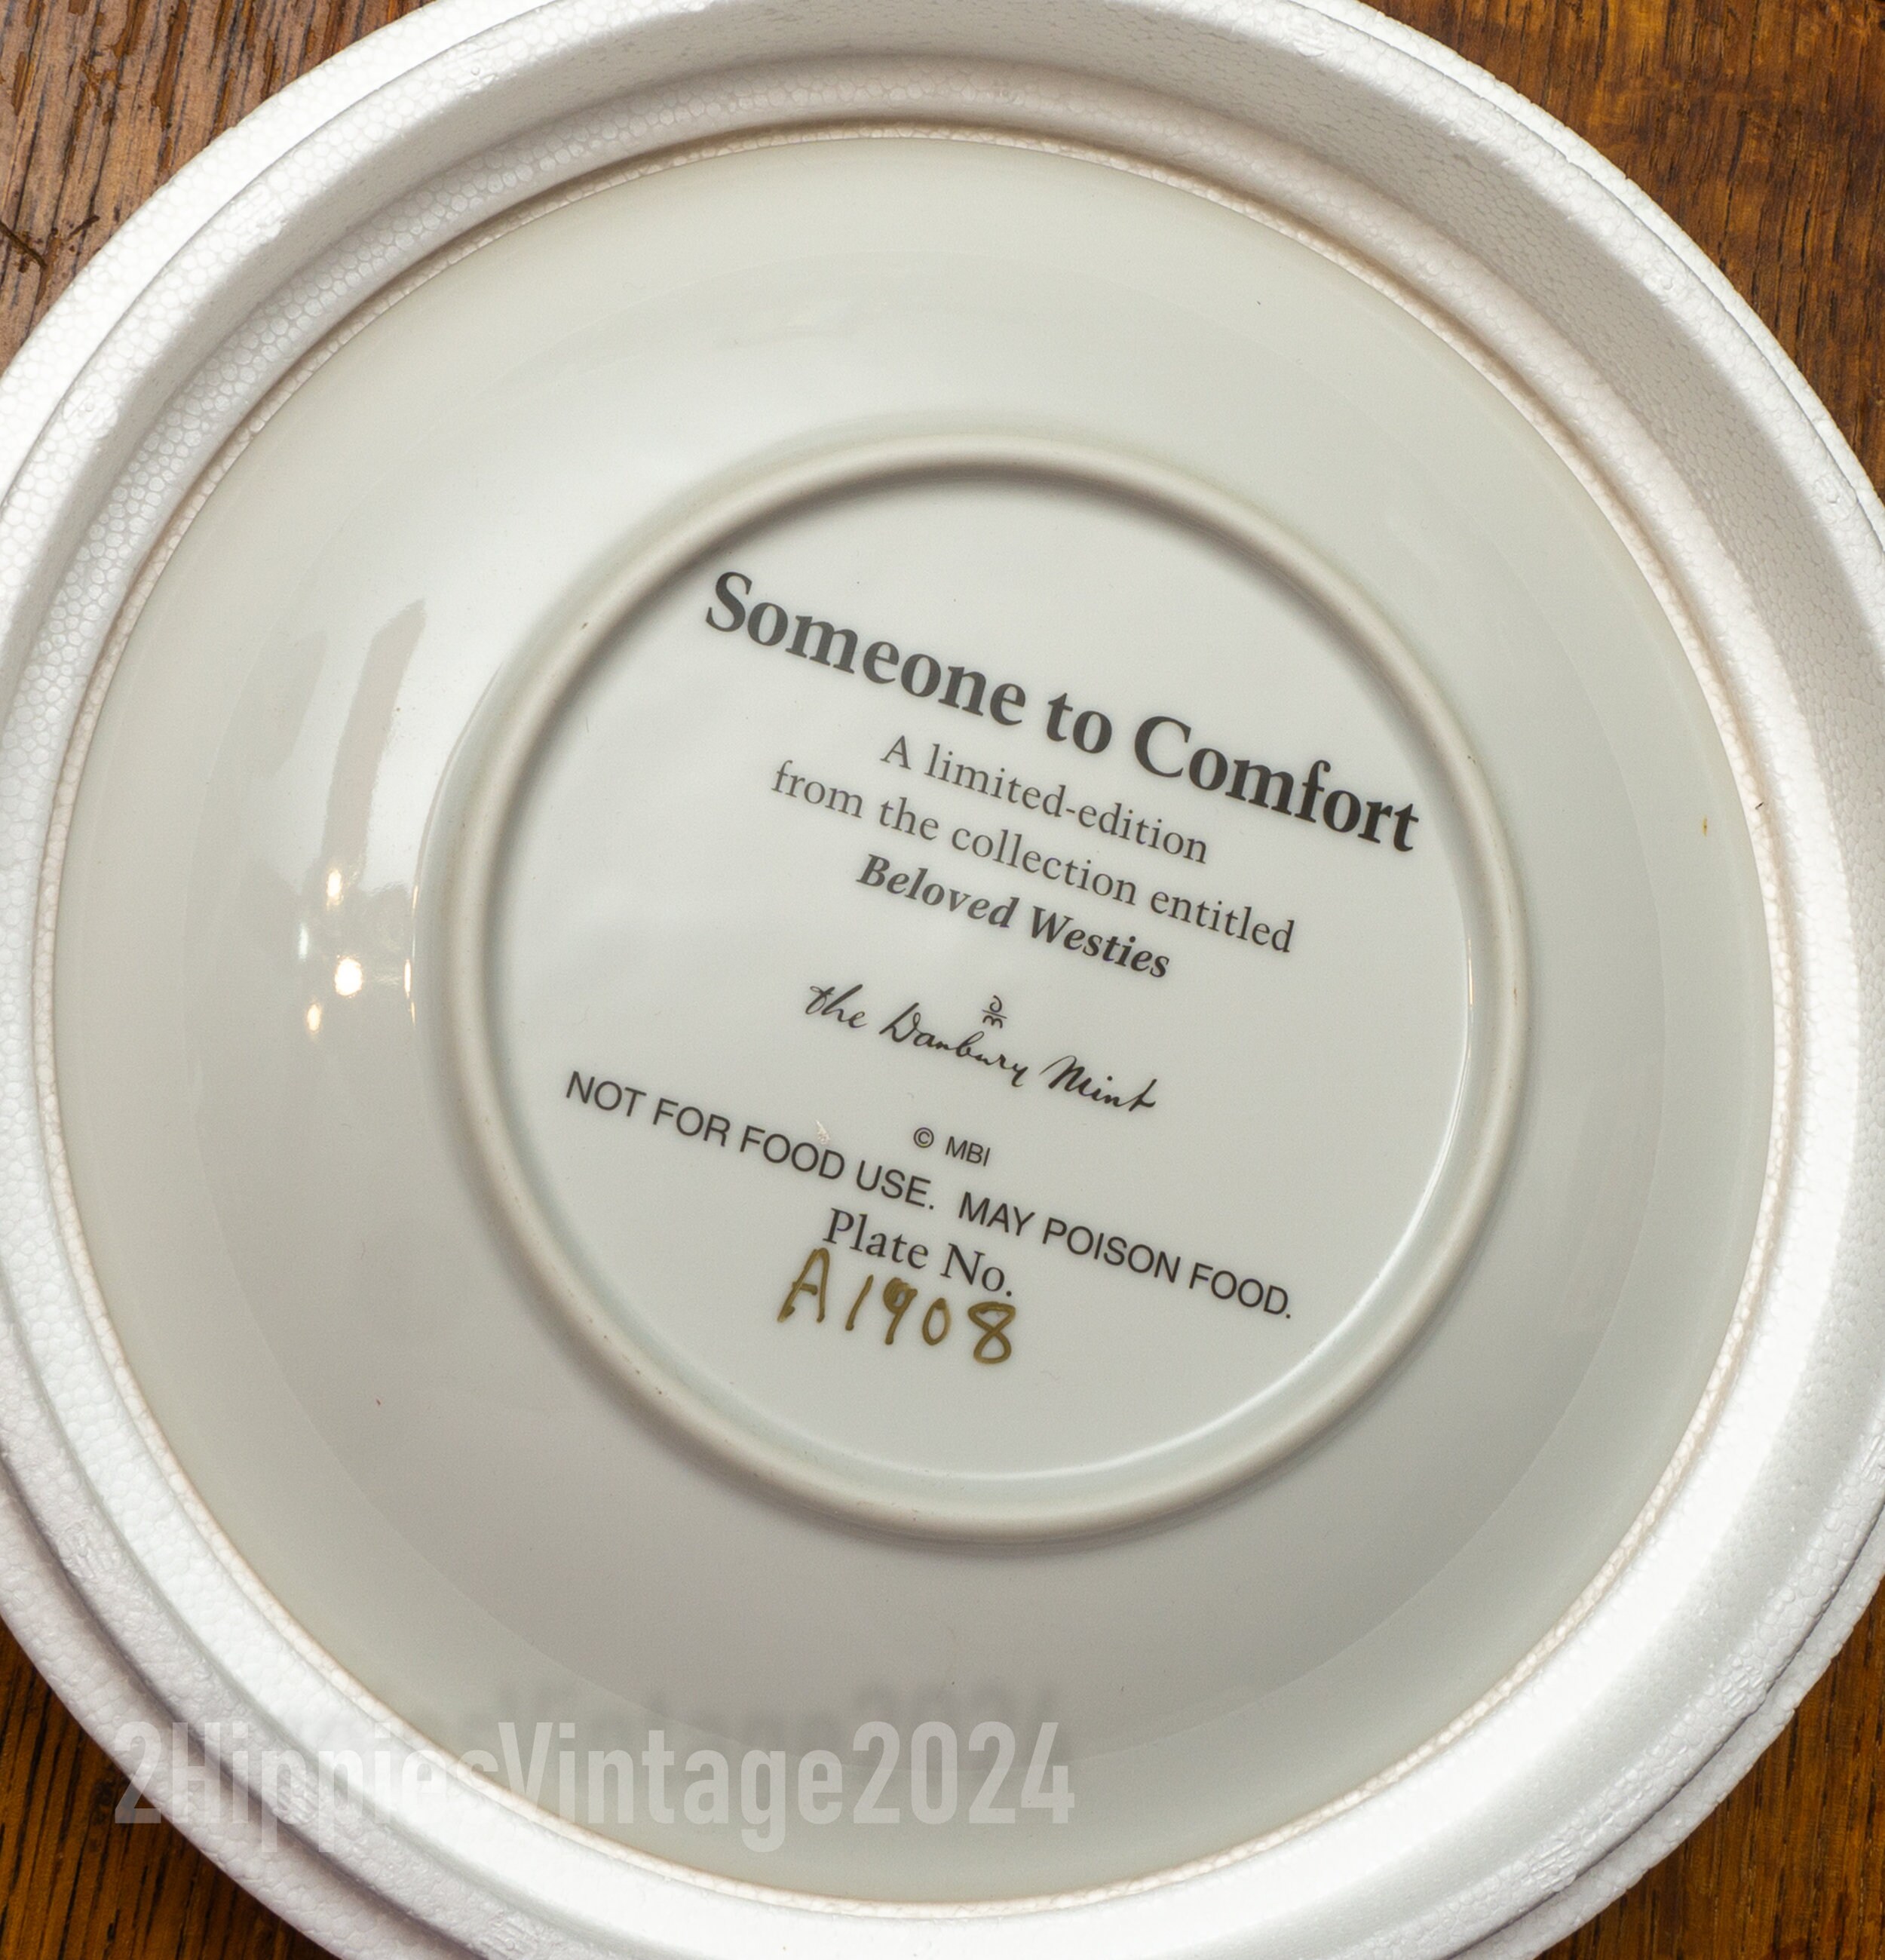 Someone to Comfort
A limited-edition
from the collection entitled
Beloved Westies
the Danbury Mint
© MBI
NOT FOR FOOD USE. MAY POISON FOOD.
Plate No.
A1908
2HippiesVintage2024